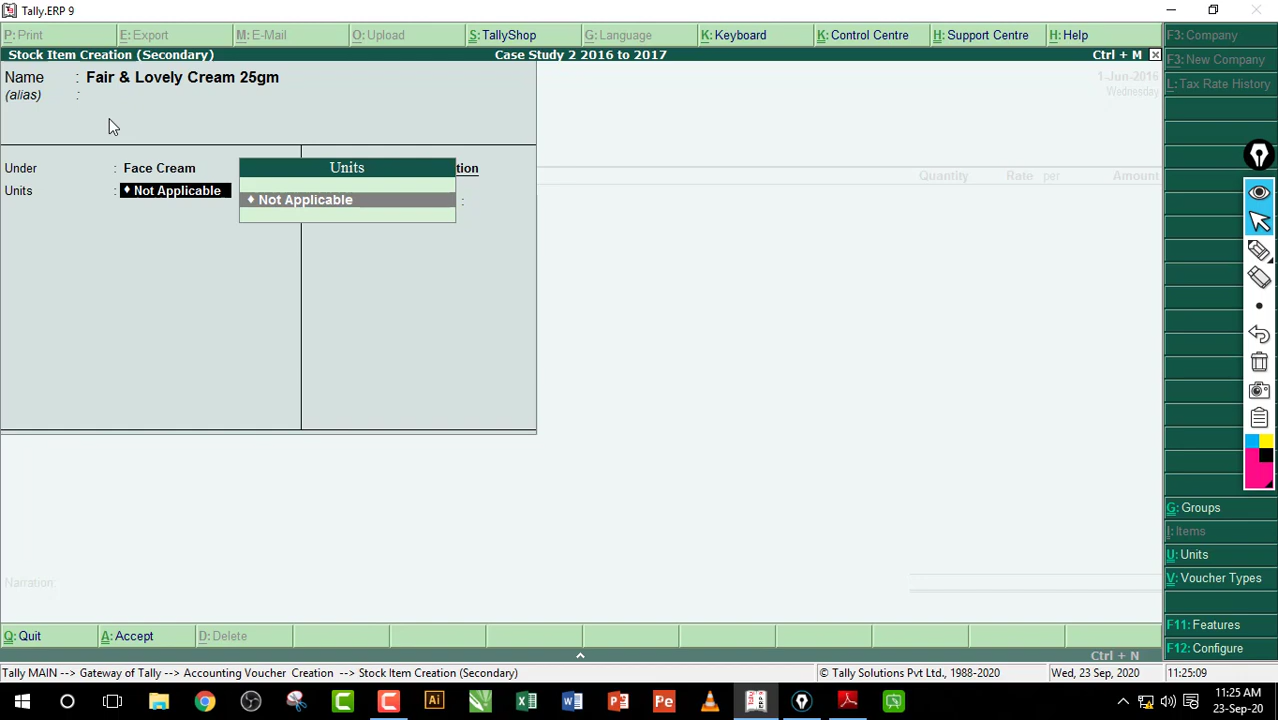 Tally.ERP 9
P: Print E: Export M: E-Mail O: Upload S: TallyShop G: Language K: Keyboard K: Control Centre H: Support Centre H: Help
F3: Company
Stock Item Creation (Secondary) Case Study 2 2016 to 2017 Ctrl + M
F3: New Company
Name : Fair & Lovely Cream 25gm
1-Jun-2016
L: Tax Rate History
(alias) :
Wednesday
Under : Face Cream
Units
tion
Quantity Rate per Amount
Units : ♦ Not Applicable
♦ Not Applicable
:
G: Groups
I: Items
U: Units
V: Voucher Types
Narration:
F11: Features
Q: Quit A: Accept D: Delete
F12: Configure
Ctrl + N
Tally MAIN --> Gateway of Tally --> Accounting Voucher Creation --> Stock Item Creation (Secondary) © Tally Solutions Pvt Ltd., 1988-2020 Wed, 23 Sep, 2020 11:25:09
11:25 AM
23-Sep-20